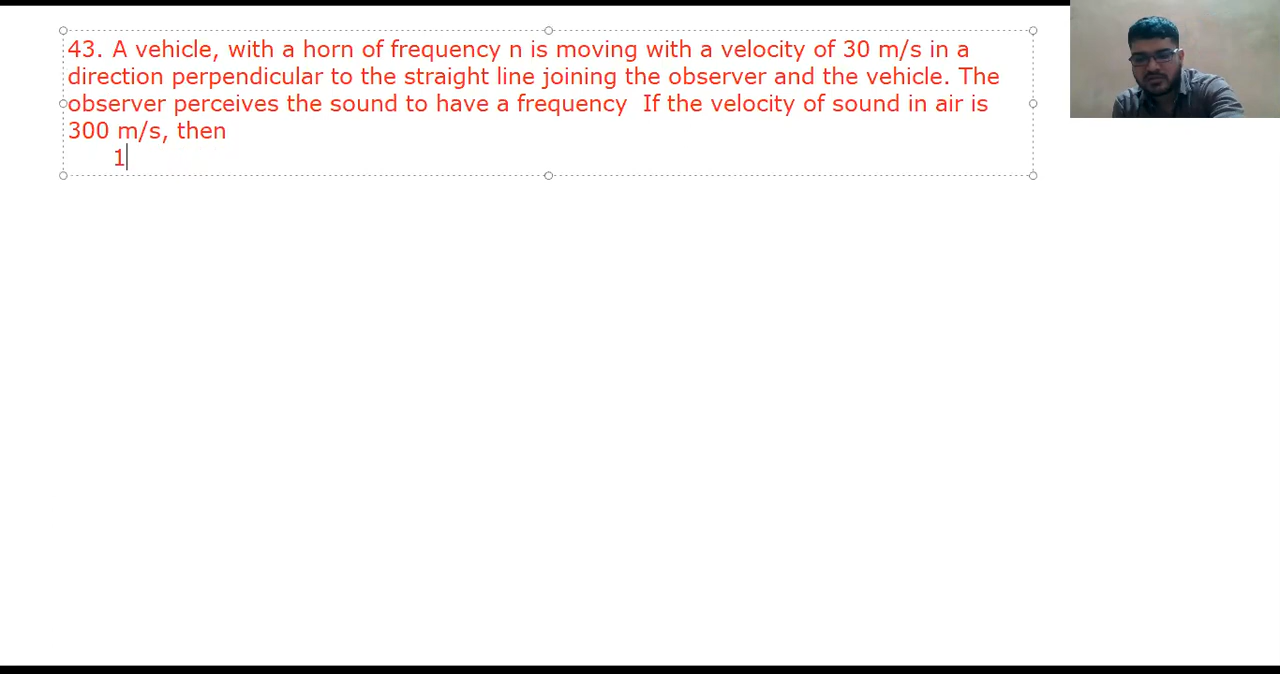 43. A vehicle, with a horn of frequency n is moving with a velocity of 30 m/s in a
direction perpendicular to the straight line joining the observer and the vehicle. The
observer perceives the sound to have a frequency  If the velocity of sound in air is
300 m/s, then
1